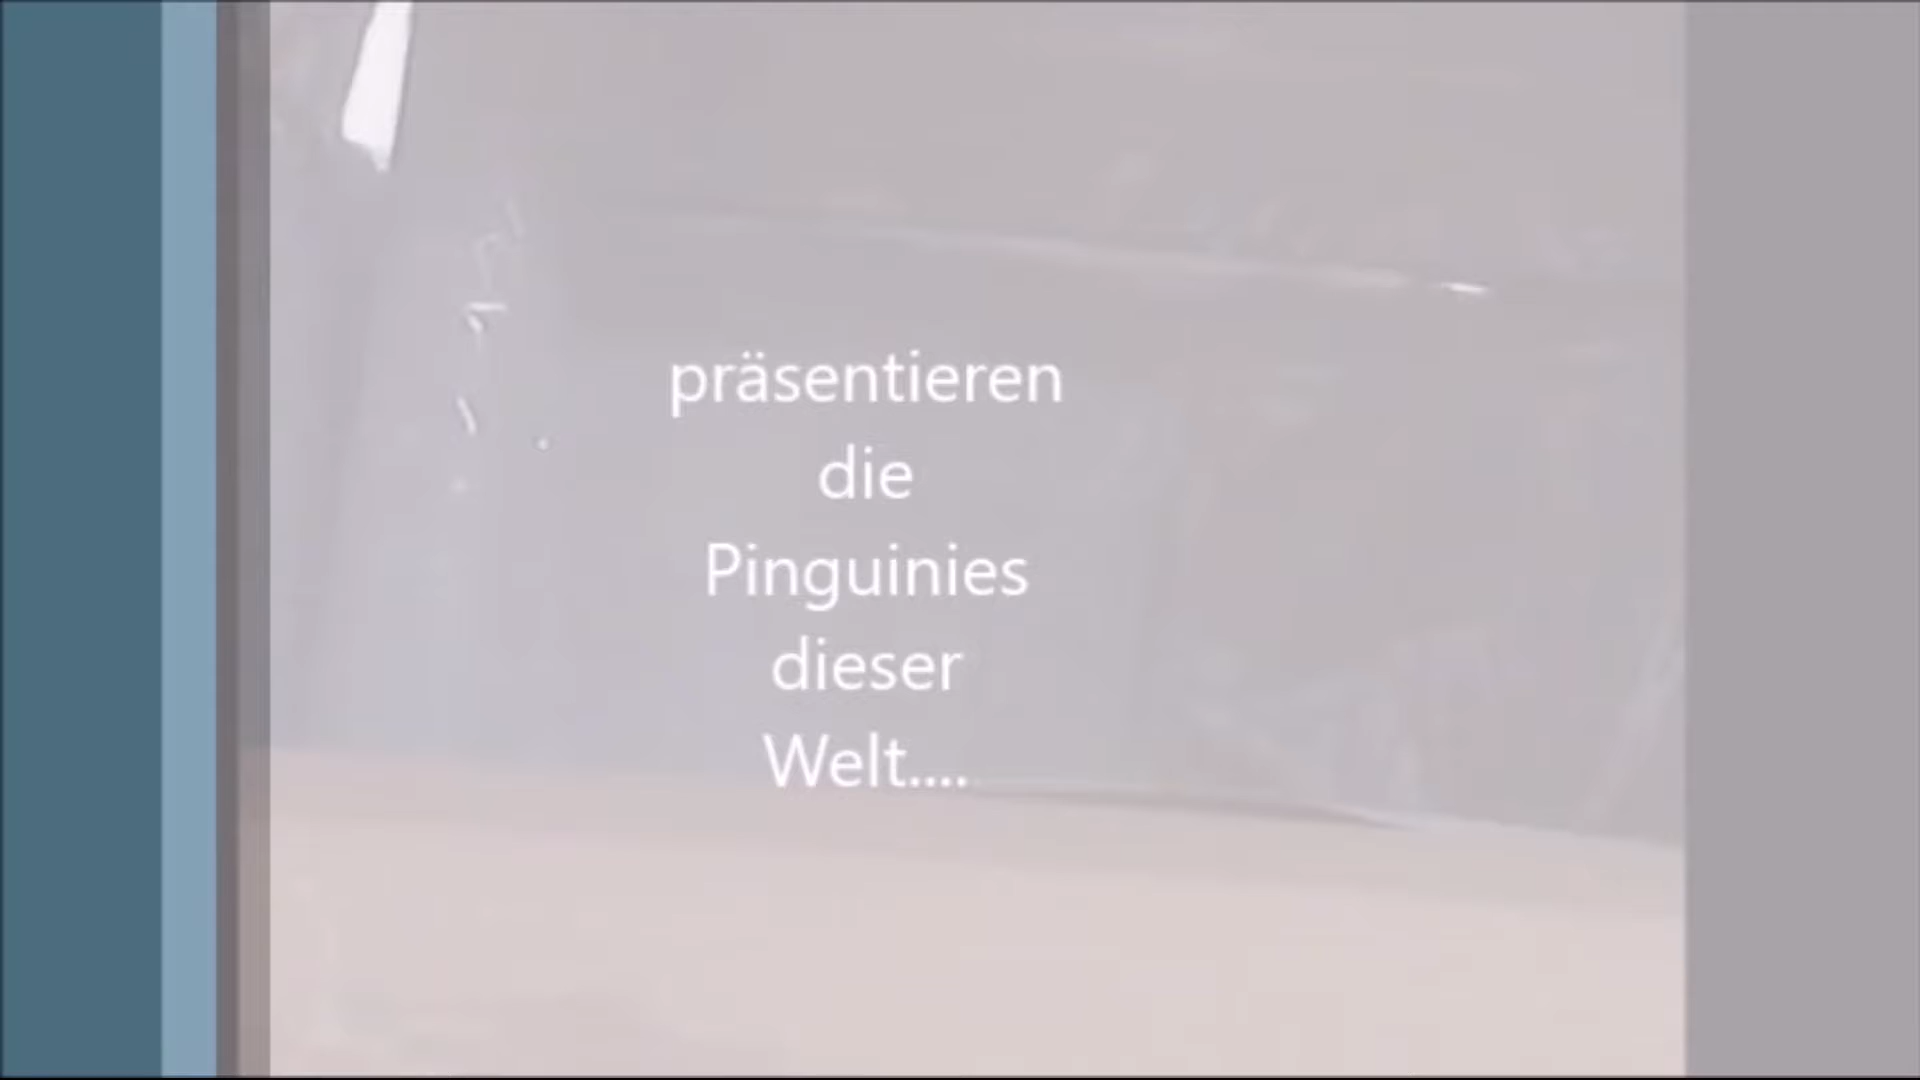 präsentieren
die
Pinguinies
dieser
Welt....